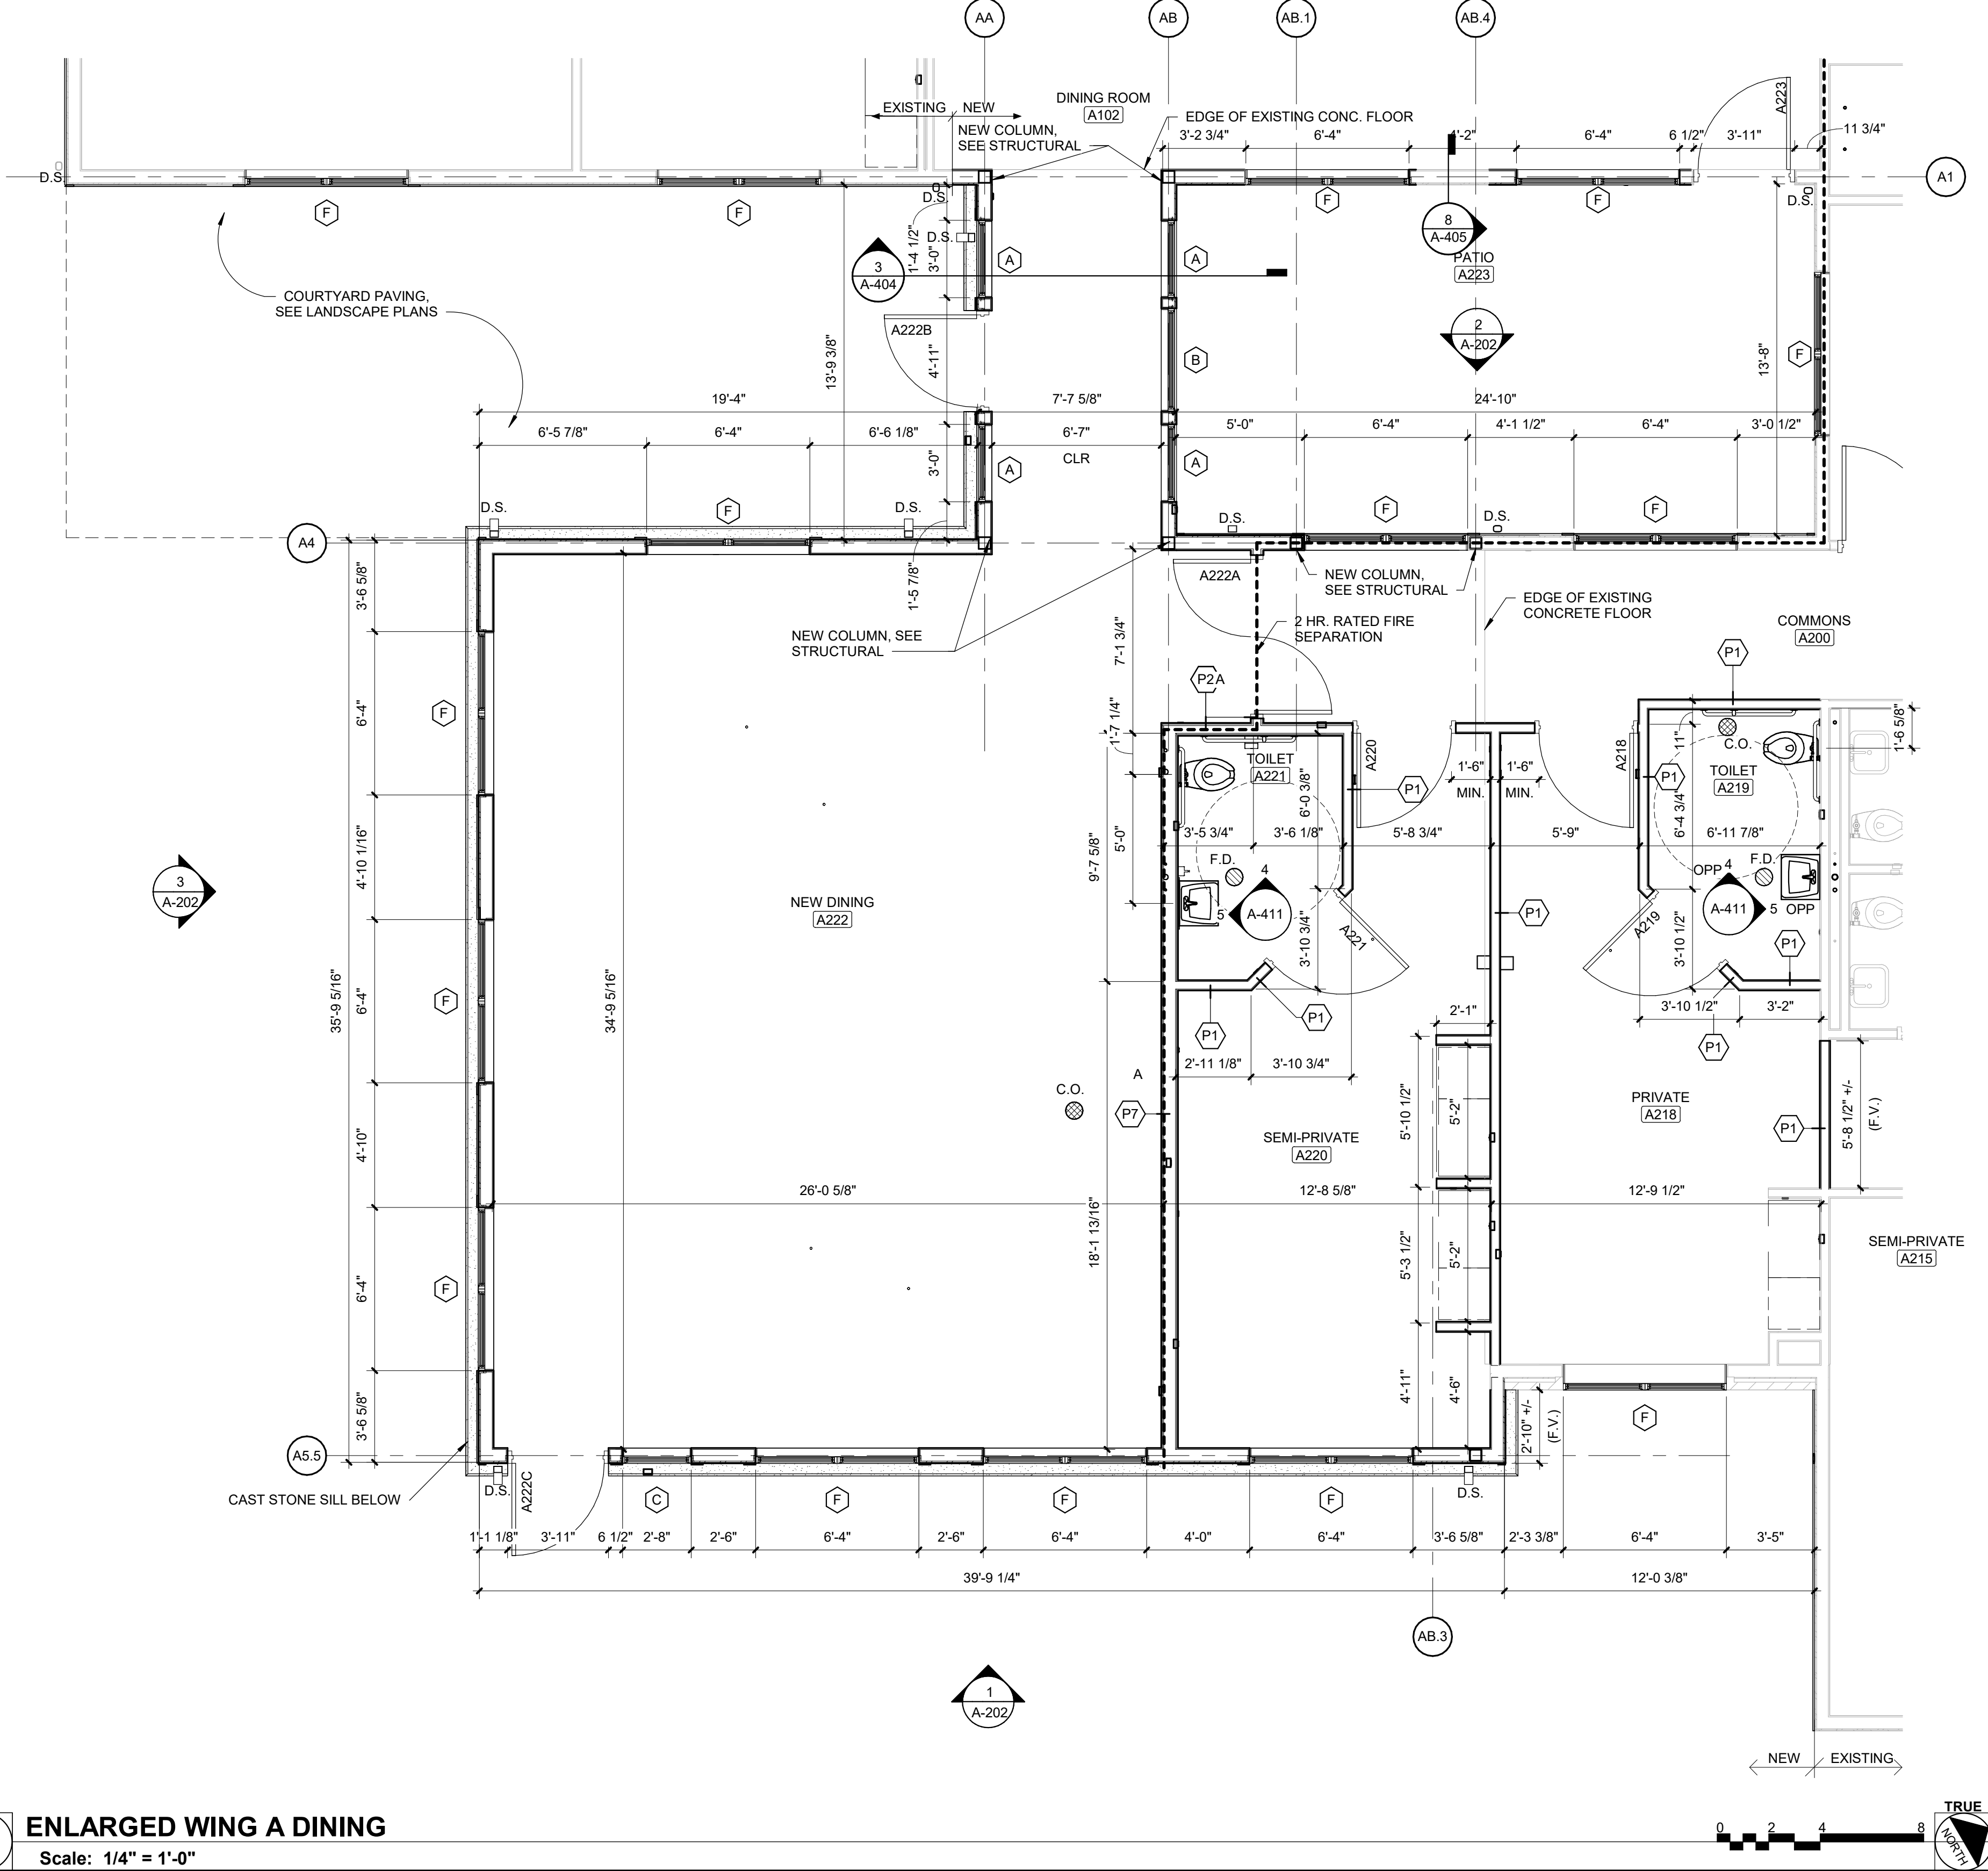 AA
AB
AB.1
AB.4
EXISTING
NEW
DINING ROOM
A102
EDGE OF EXISTING CONC. FLOOR
NEW COLUMN,
SEE STRUCTURAL
3'-2 3/4"
6'-4"
4'-2"
6'-4"
6 1/2"
3'-11"
11 3/4"
A223
D.S.
A1
F
F
D.S.
D.S.
F
F
D.S.
1'-4 1/2"
3'-0"
A
A
8
A-405
PATIO
A223
3
A-404
COURTYARD PAVING,
SEE LANDSCAPE PLANS
A222B
4'-11"
13'-9 3/8"
B
2
A-202
13'-8"
F
19'-4"
7'-7 5/8"
24'-10"
6'-5 7/8"
6'-4"
6'-6 1/8"
6'-7"
CLR
5'-0"
6'-4"
4'-1 1/2"
6'-4"
3'-0 1/2"
3'-0"
A
A
D.S.
F
D.S.
D.S.
F
D.S.
F
A4
1'-5 7/8"
A222A
NEW COLUMN,
SEE STRUCTURAL
EDGE OF EXISTING
CONCRETE FLOOR
3'-6 5/8"
NEW COLUMN, SEE
STRUCTURAL
2 HR. RATED FIRE
SEPARATION
COMMONS
A200
7'-1 3/4"
P2A
P1
F
6'-4"
1'-7 1/4"
TOILET
A221
A220
P1
1'-6"
MIN.
1'-6"
MIN.
A218
P1
11"
C.O.
TOILET
A219
1'-6 5/8"
6'-0 3/8"
6'-4 3/4"
3'-5 3/4"
3'-6 1/8"
5'-8 3/4"
5'-9"
6'-11 7/8"
5'-0"
9'-7 5/8"
F.D.
4
5
A-411
A221
OPP
4
F.D.
A-411
5
OPP
A219
3
A-202
4'-10 1/16"
NEW DINING
A222
P1
P1
3'-10 3/4"
3'-10 1/2"
35'-9 5/16"
34'-9 5/16"
6'-4"
F
P1
P1
2'-1"
3'-10 1/2"
3'-2"
P1
2'-11 1/8"
3'-10 3/4"
A
C.O.
P7
5'-10 1/2"
5'-2"
PRIVATE
A218
P1
5'-8 1/2" +/-
(F.V.)
4'-10"
SEMI-PRIVATE
A220
26'-0 5/8"
12'-8 5/8"
12'-9 1/2"
18'-1 13/16"
5'-3 1/2"
5'-2"
SEMI-PRIVATE
A215
6'-4"
F
4'-11"
4'-6"
3'-6 5/8"
2'-10" +/-
(F.V.)
F
A5.5
CAST STONE SILL BELOW
D.S.
A222C
C
F
F
F
D.S.
1'-1 1/8"
3'-11"
6 1/2"
2'-8"
2'-6"
6'-4"
2'-6"
6'-4"
4'-0"
6'-4"
3'-6 5/8"
2'-3 3/8"
6'-4"
3'-5"
39'-9 1/4"
12'-0 3/8"
AB.3
1
A-202
NEW
EXISTING
ENLARGED WING A DINING
Scale: 1/4" = 1'-0"
0 2 4 8
TRUE
NORTH